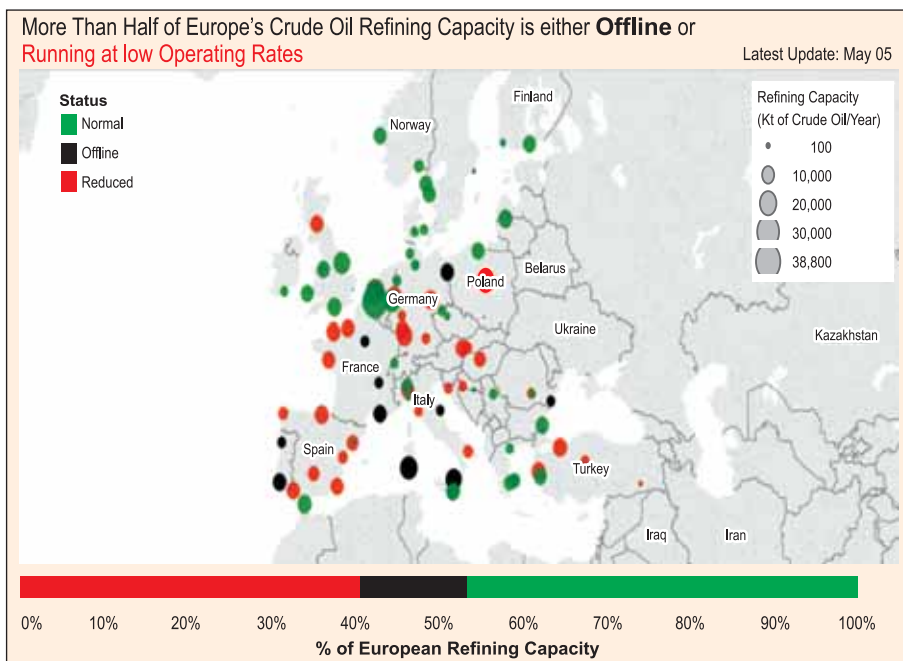 More Than Half of Europe's Crude Oil Refining Capacity is either Offline or
Running at low Operating Rates
Latest Update: May 05
Status
Normal
Offline
Reduced
Refining Capacity
(Kt of Crude Oil/Year)
100
10,000
20,000
30,000
38,800
Finland
Norway
Belarus
Poland
Germany
Ukraine
Kazakhstan
France
Italy
Spain
Turkey
Iraq
Iran
0% 10% 20% 30% 40% 50% 60% 70% 80% 90% 100%
% of European Refining Capacity